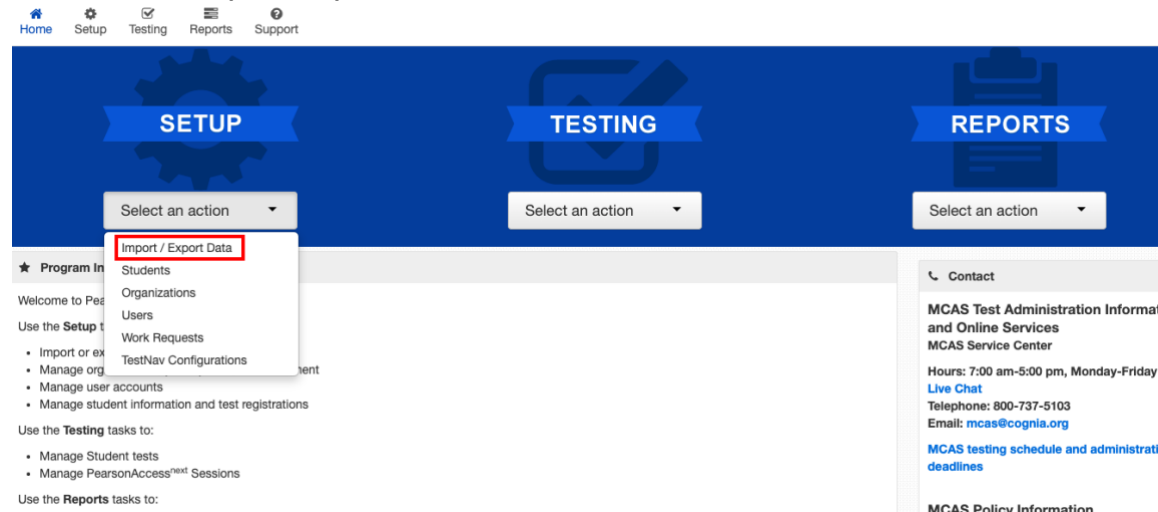 Home Setup Testing Reports Support
SETUP TESTING REPORTS
Select an action Select an action Select an action
Import / Export Data
Students
Organizations
Users
Work Requests
TestNav Configurations
Program In
Welcome to Pea
Use the Setup t
• Import or ex
• Manage org
• Manage user accounts
• Manage student information and test registrations
Use the Testing tasks to:
• Manage Student tests
• Manage PearsonAccessnext Sessions
Use the Reports tasks to:
Contact
MCAS Test Administration Informat
and Online Services
MCAS Service Center
Hours: 7:00 am-5:00 pm, Monday-Friday
Live Chat
Telephone: 800-737-5103
Email: mcas@cognia.org
MCAS testing schedule and administrati
deadlines
MCAS Policy Information